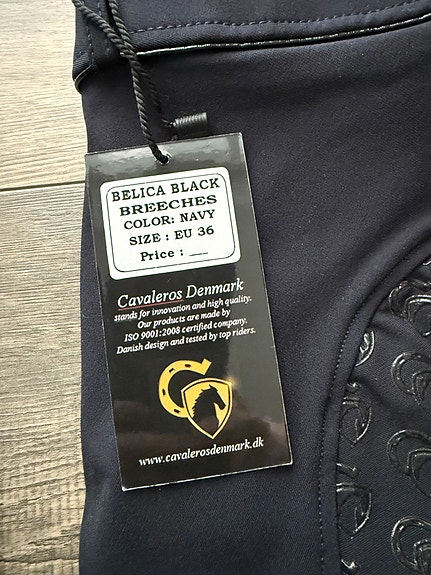 BELICA BLACK
BREECHES
COLOR: NAVY
SIZE : EU 36
Price : __
Cavaleros Denmark
stands for innovation and high quality.
Our products are made by
ISO 9001:2008 certified company.
Danish design and tested by top riders.
www.cavalerosdenmark.dk